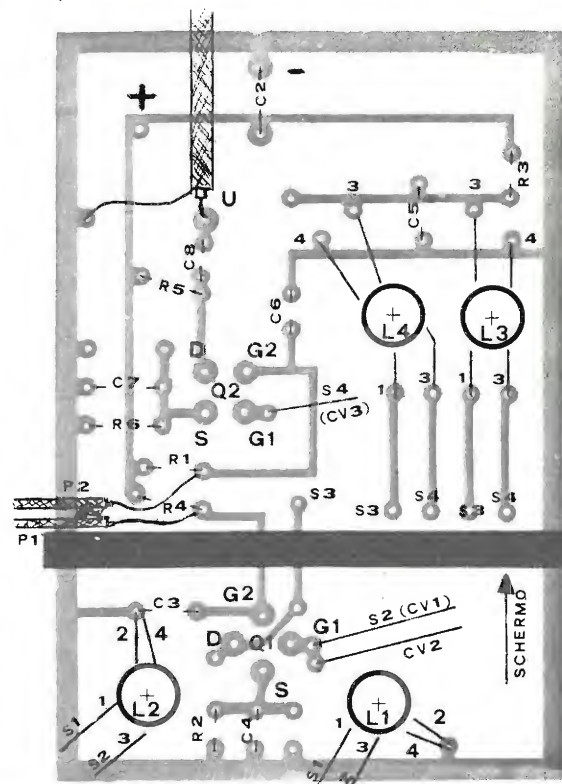 +
-
C2
R3
3
3
U
C5
4
4
C8
R5
C6
L4
L3
D
G2
Q2
C7
S4
(CV3)
1
3
1
3
R6
S
G1
R1
P2
R4
S3
S3
S4
S3
S4
P1
C3
G2
2
4
D
Q1
G1
S2 (CV1)
CV2
SCHERMO
S1
1
L2
S
1
L1
2
S2
3
R2
C4
3
4
S1